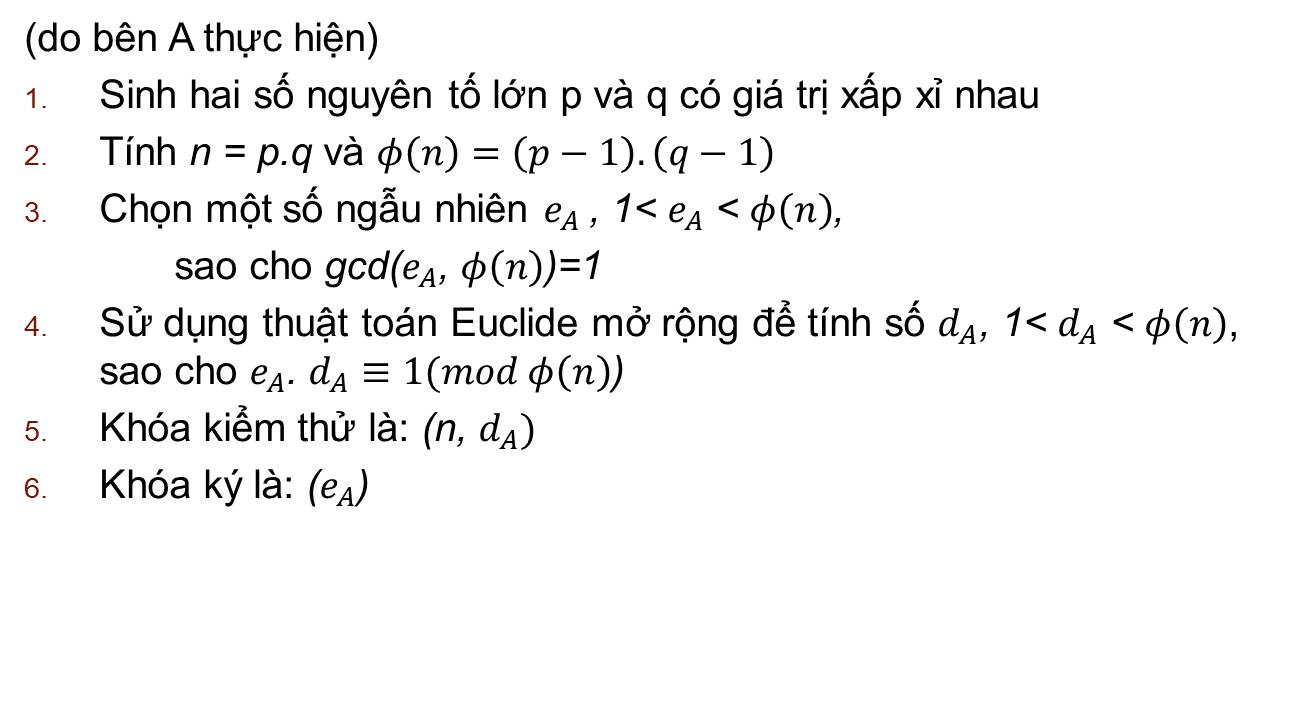 (do bên A thực hiện)
1. Sinh hai số nguyên tố lớn p và q có giá trị xấp xỉ nhau
2. Tính n = p.q và ϕ(n) = (p − 1).(q − 1)
3. Chọn một số ngẫu nhiên e_A , 1< e_A < ϕ(n),
sao cho gcd(e_A, ϕ(n))=1
4. Sử dụng thuật toán Euclide mở rộng để tính số d_A, 1< d_A < ϕ(n),
sao cho e_A. d_A ≡ 1(mod ϕ(n))
5. Khóa kiểm thử là: (n, d_A)
6. Khóa ký là: (e_A)